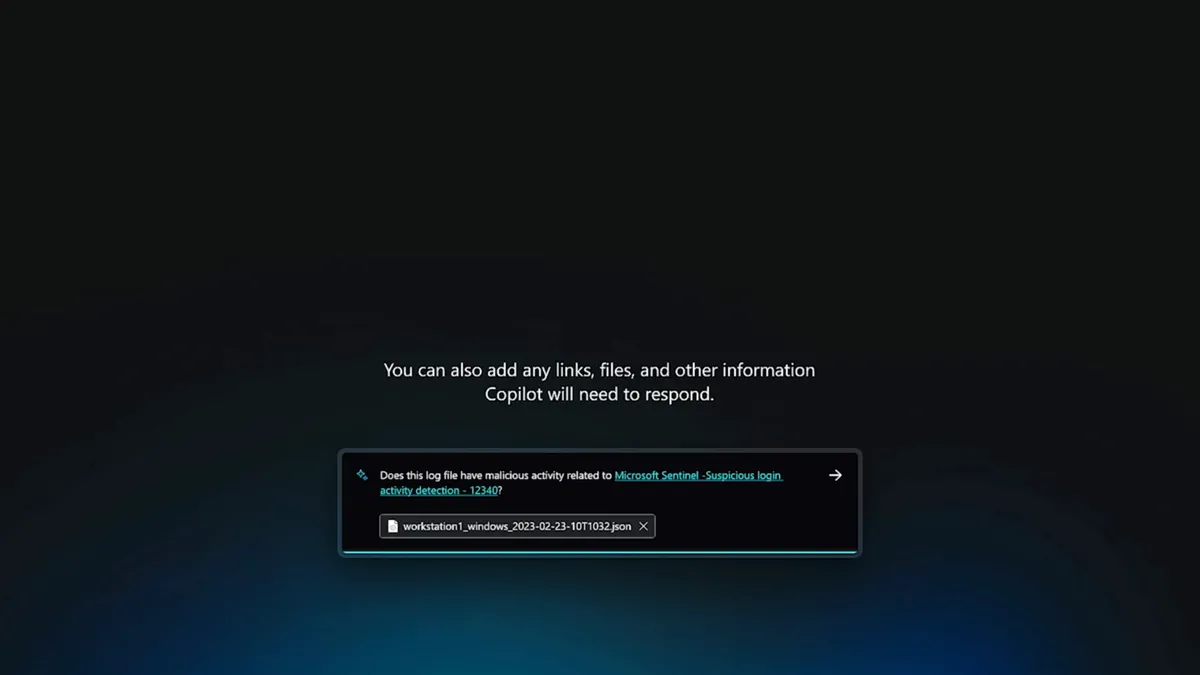 You can also add any links, files, and other information
Copilot will need to respond.
Does this log file have malicious activity related to Microsoft Sentinel -Suspicious login
activity detection - 12340?
workstation1_windows_2023-02-23-10T1032.json